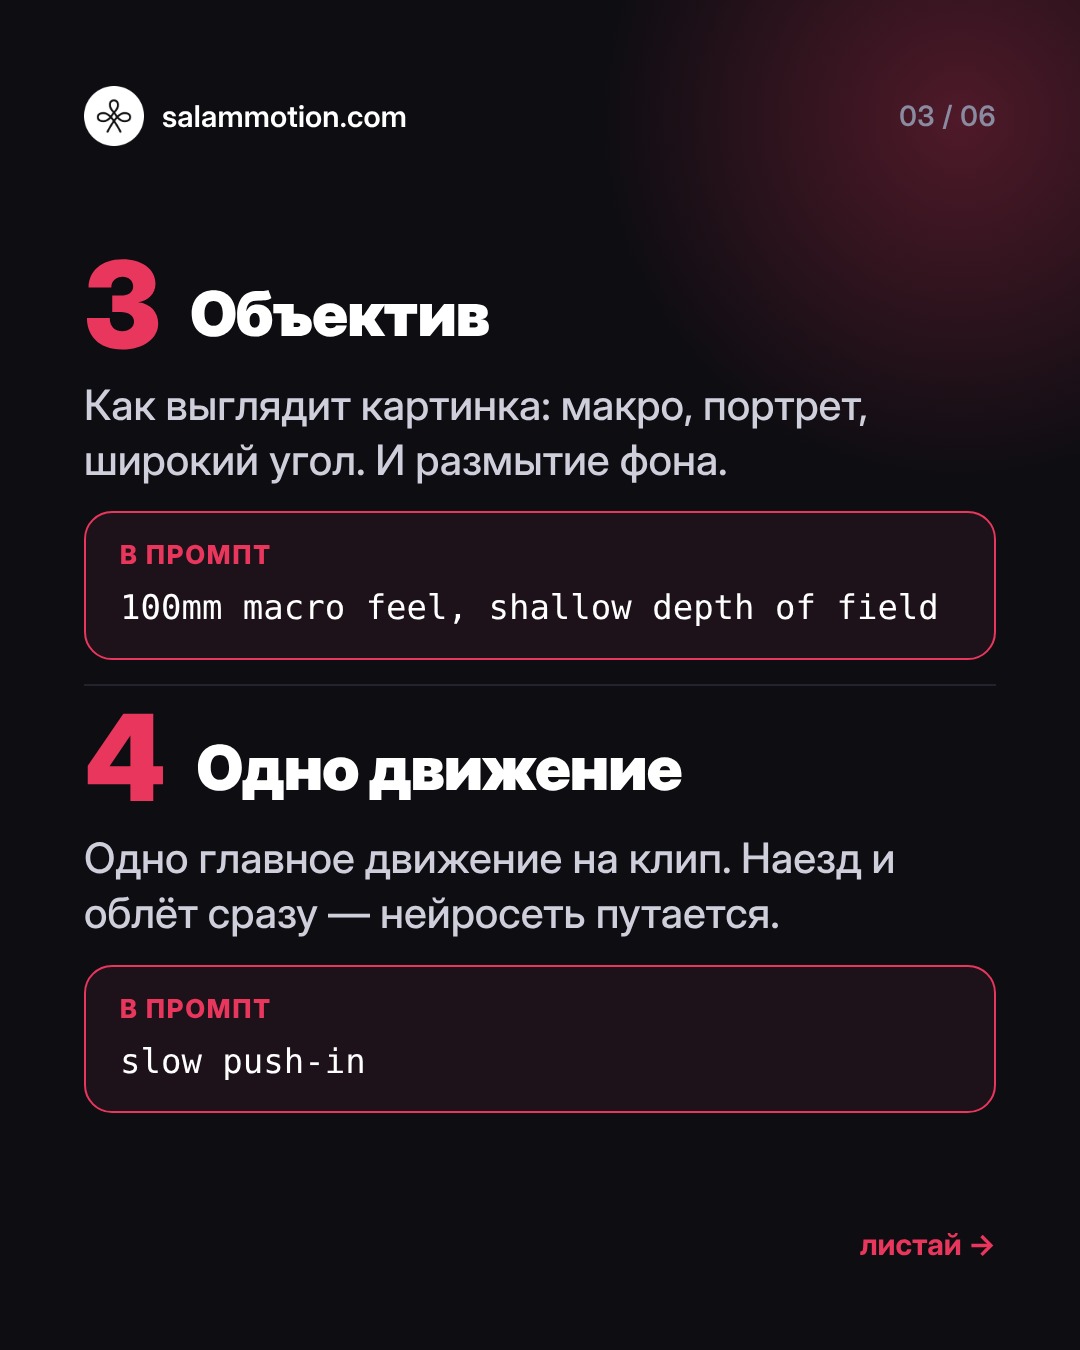 salammotion.com
03 / 06
3 Объектив
Как выглядит картинка: макро, портрет,
широкий угол. И размытие фона.
В ПРОМПТ
100mm macro feel, shallow depth of field
4 Одно движение
Одно главное движение на клип. Наезд и
облёт сразу — нейросеть путается.
В ПРОМПТ
slow push-in
листай →